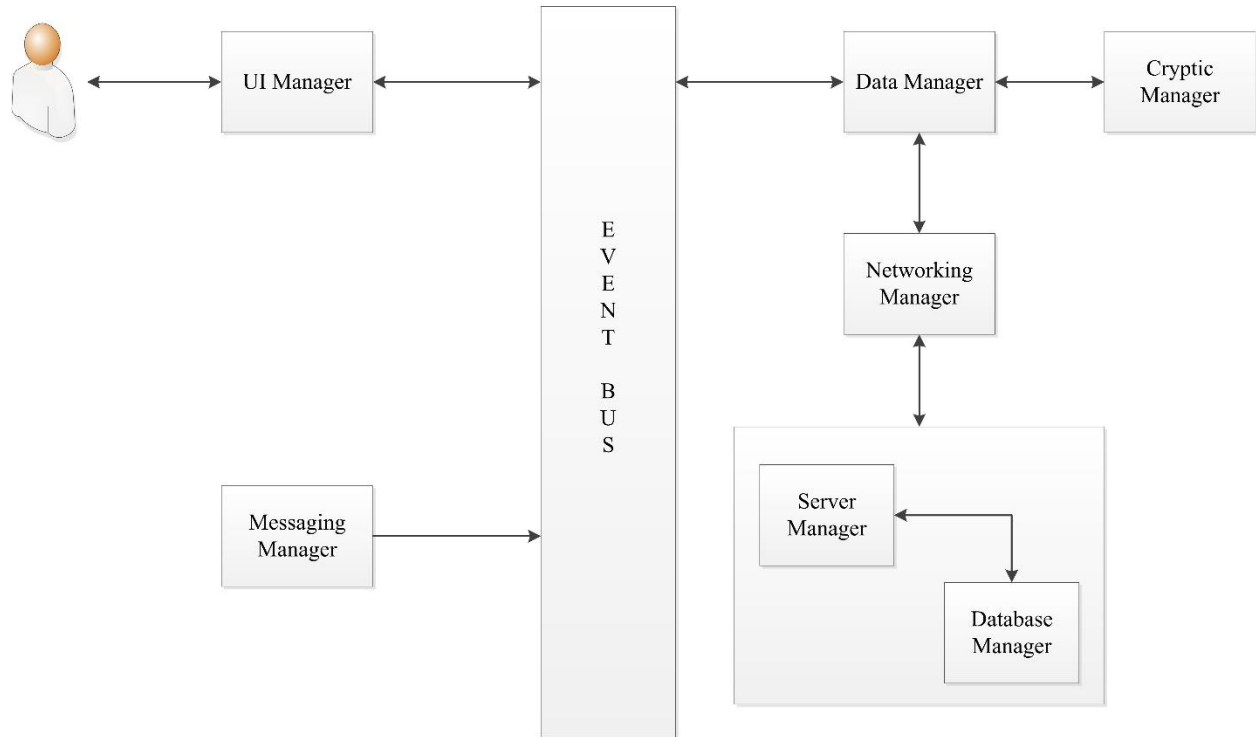 UI Manager
E
V
E
N
T
B
U
S
Data Manager
Cryptic
Manager
Networking
Manager
Messaging
Manager
Server
Manager
Database
Manager